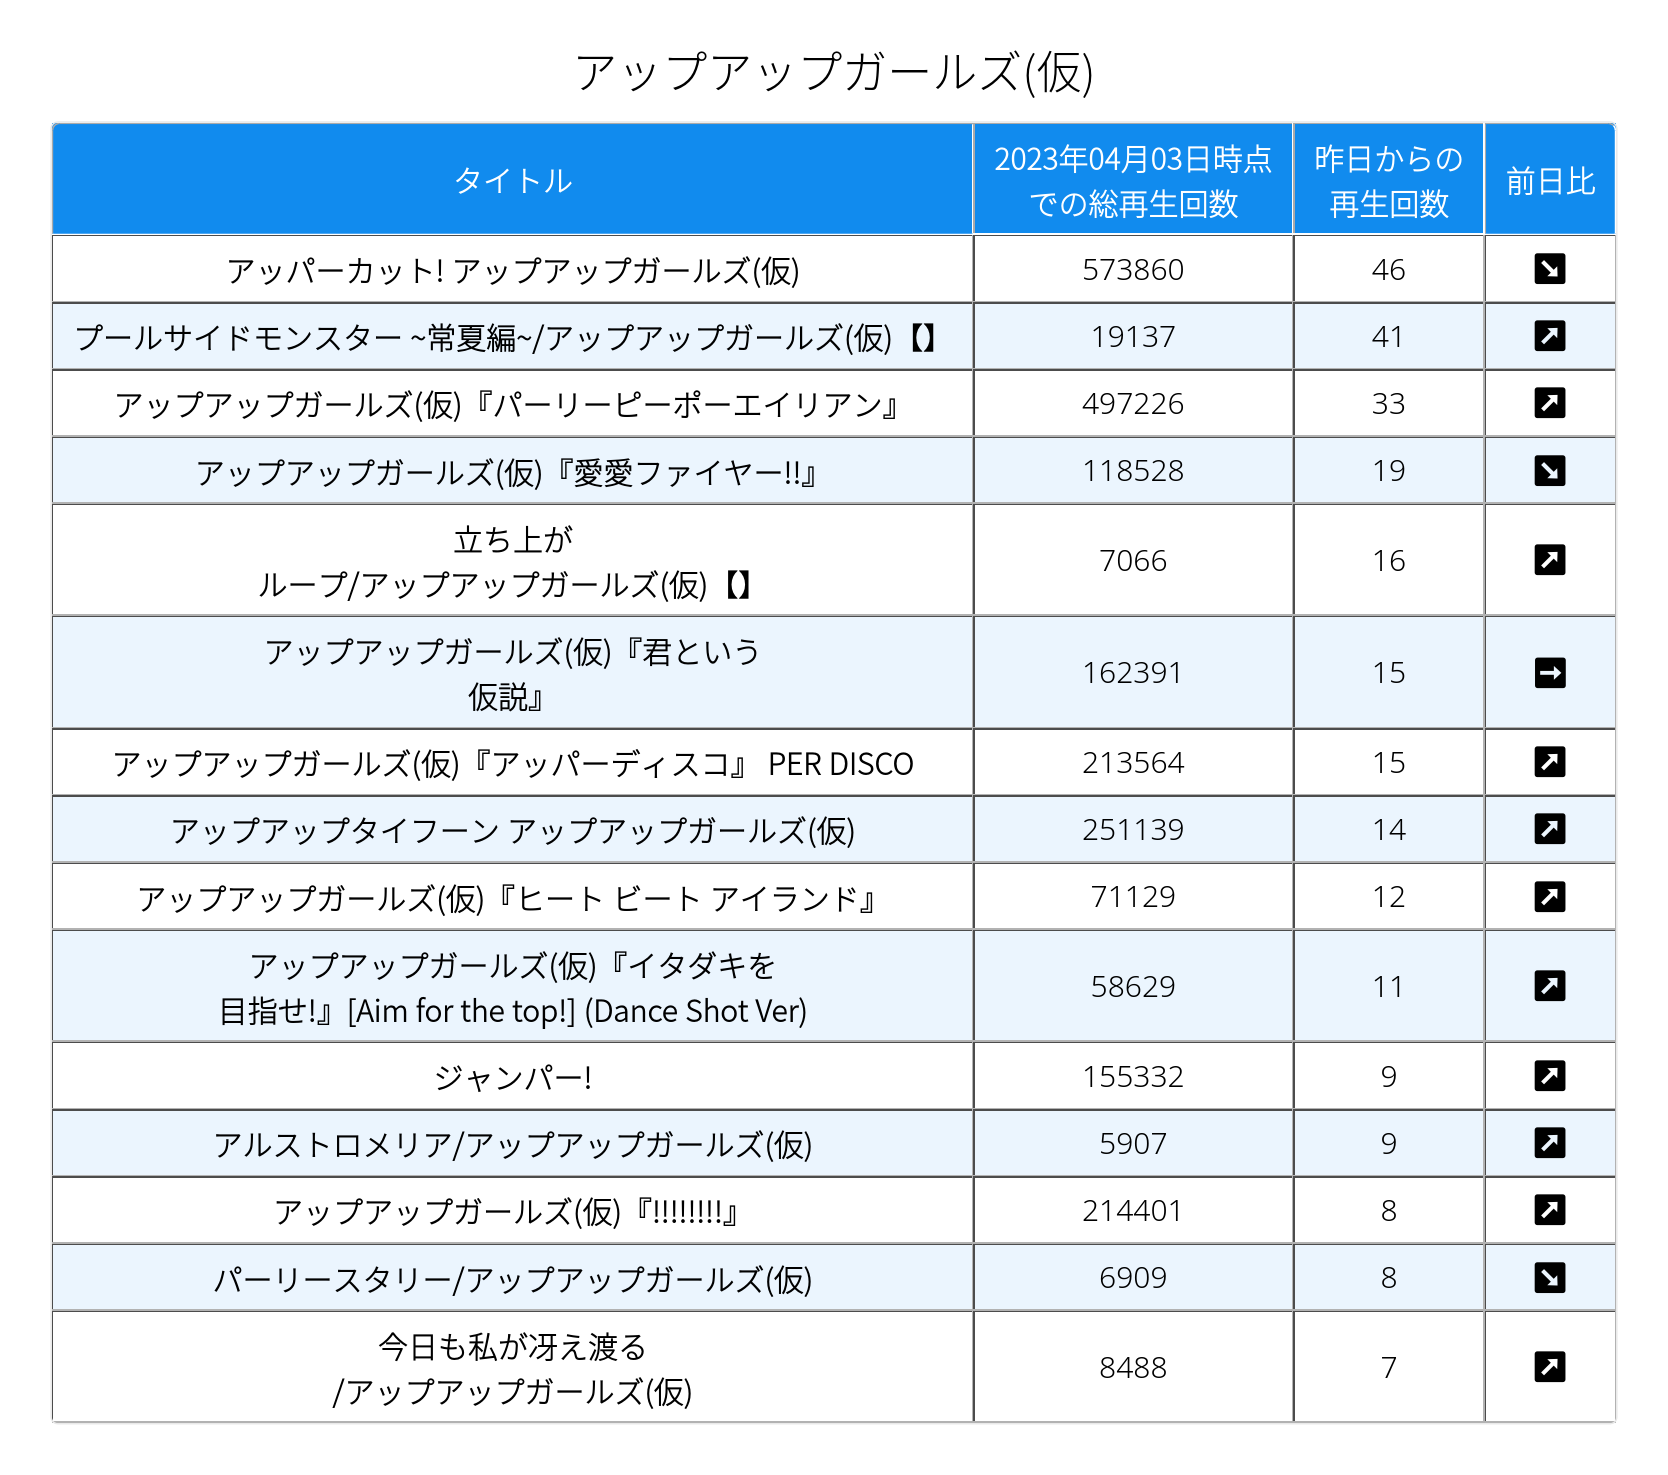 アップアップガールズ(仮)
タイトル
2023年04月03日時点
での総再生回数
昨日からの
再生回数
前日比
アッパーカット! アップアップガールズ(仮)
573860
46
プールサイドモンスター ~常夏編~/アップアップガールズ(仮)【】
19137
41
アップアップガールズ(仮)『パーリーピーポーエイリアン』
497226
33
アップアップガールズ(仮)『愛愛ファイヤー!!』
118528
19
立ち上が
ループ/アップアップガールズ(仮)【】
7066
16
アップアップガールズ(仮)『君という
仮説』
162391
15
アップアップガールズ(仮)『アッパーディスコ』 PER DISCO
213564
15
アップアップタイフーン アップアップガールズ(仮)
251139
14
アップアップガールズ(仮)『ヒート ビート アイランド』
71129
12
アップアップガールズ(仮)『イタダキを
目指せ!』[Aim for the top!] (Dance Shot Ver)
58629
11
ジャンパー!
155332
9
アルストロメリア/アップアップガールズ(仮)
5907
9
アップアップガールズ(仮)『!!!!!!!!』
214401
8
パーリースタリー/アップアップガールズ(仮)
6909
8
今日も私が冴え渡る
/アップアップガールズ(仮)
8488
7